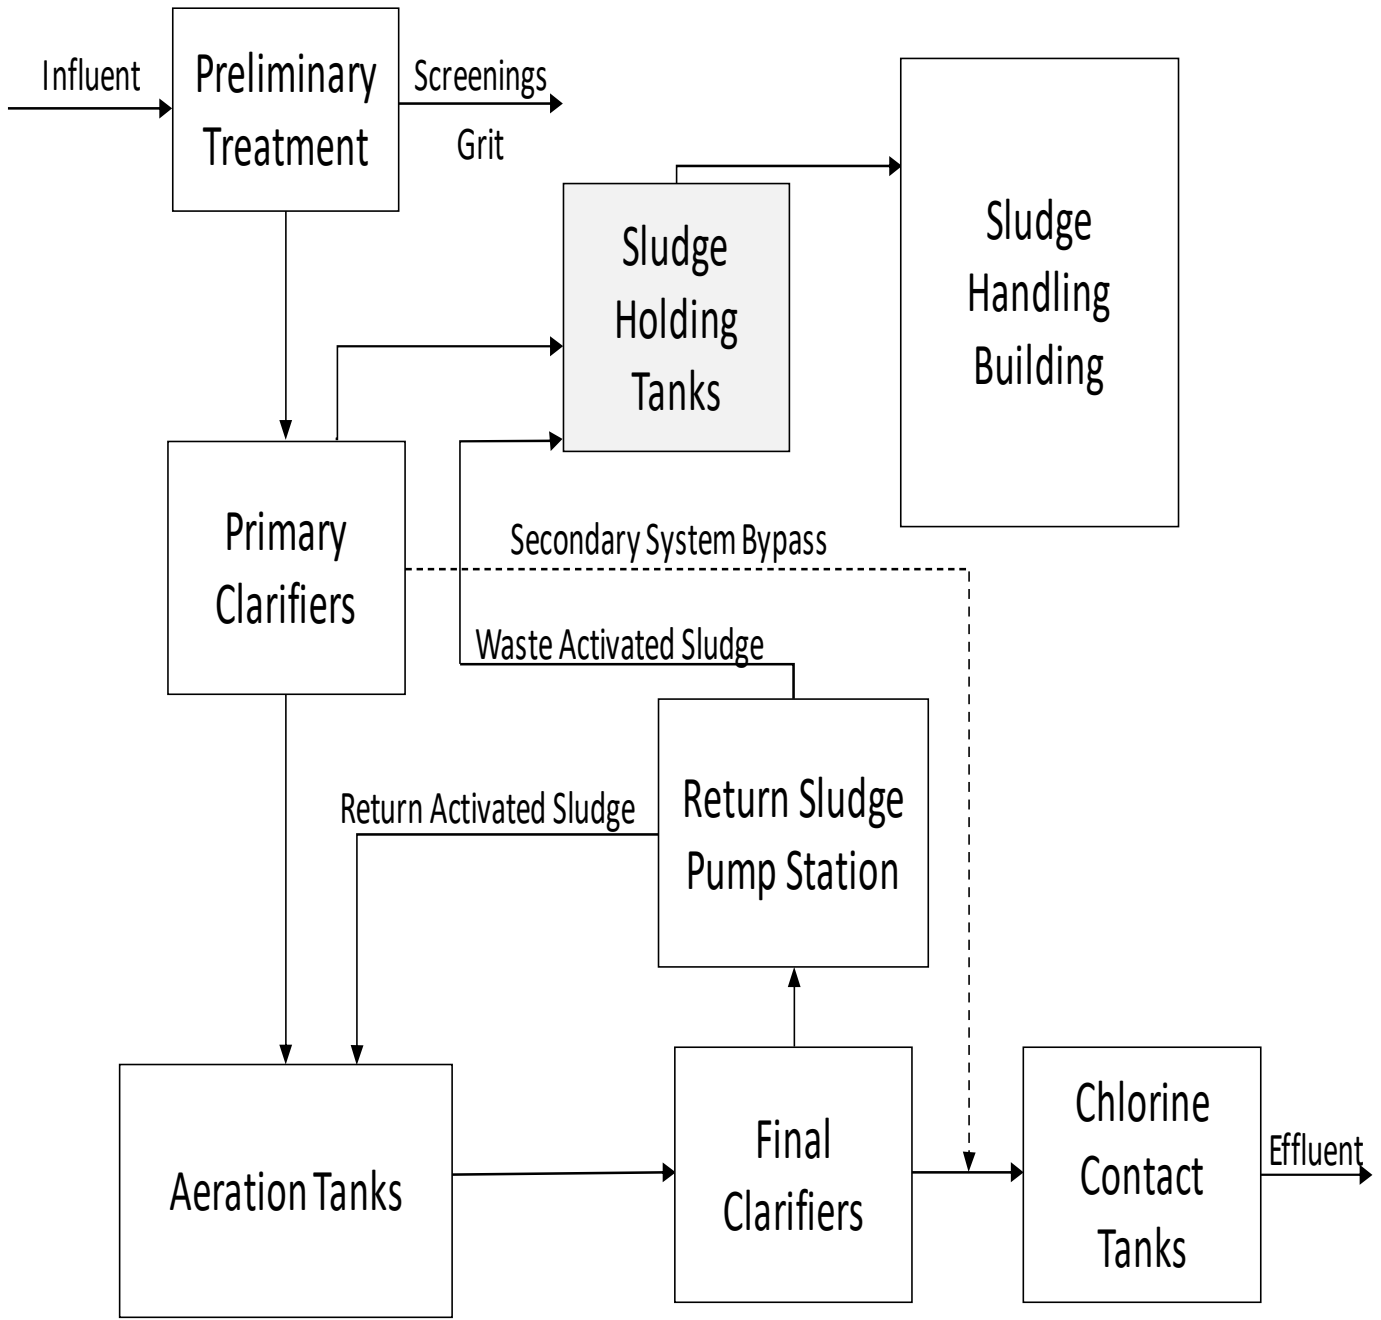 Influent
Preliminary
Treatment
Screenings
Grit
Sludge
Holding
Tanks
Sludge
Handling
Building
Primary
Clarifiers
Secondary System Bypass
Waste Activated Sludge
Return Activated Sludge
Return Sludge
Pump Station
Aeration Tanks
Final
Clarifiers
Chlorine
Contact
Tanks
Effluent